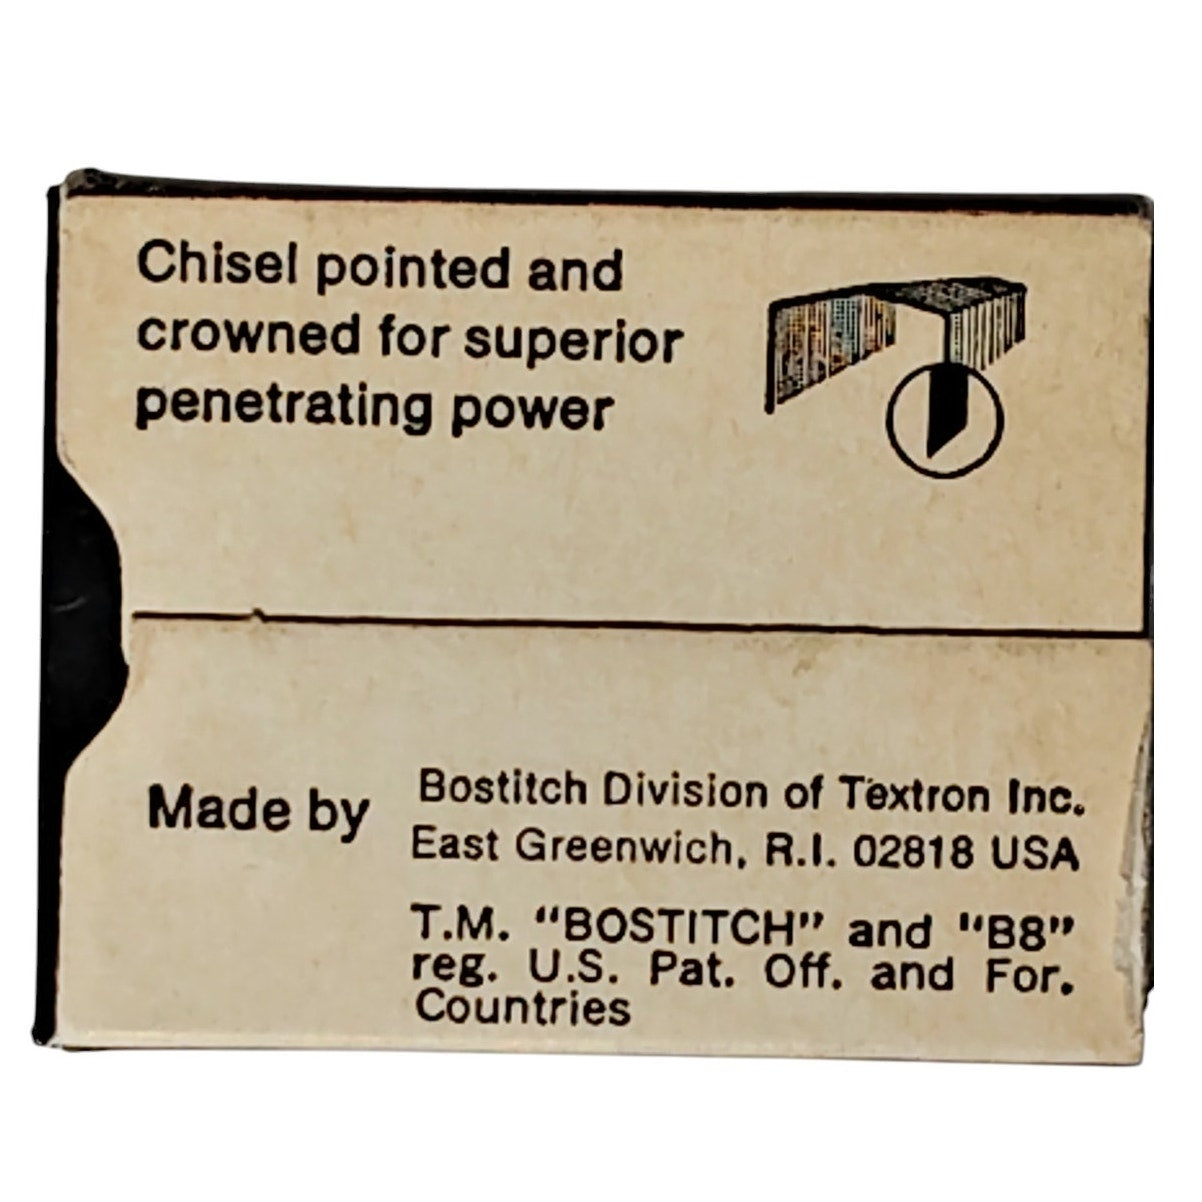 Chisel pointed and
crowned for superior
penetrating power
Made by
Bostitch Division of Textron Inc.
East Greenwich, R.I. 02818 USA
T.M. "BOSTITCH" and "B8"
reg. U.S. Pat. Off. and For.
Countries